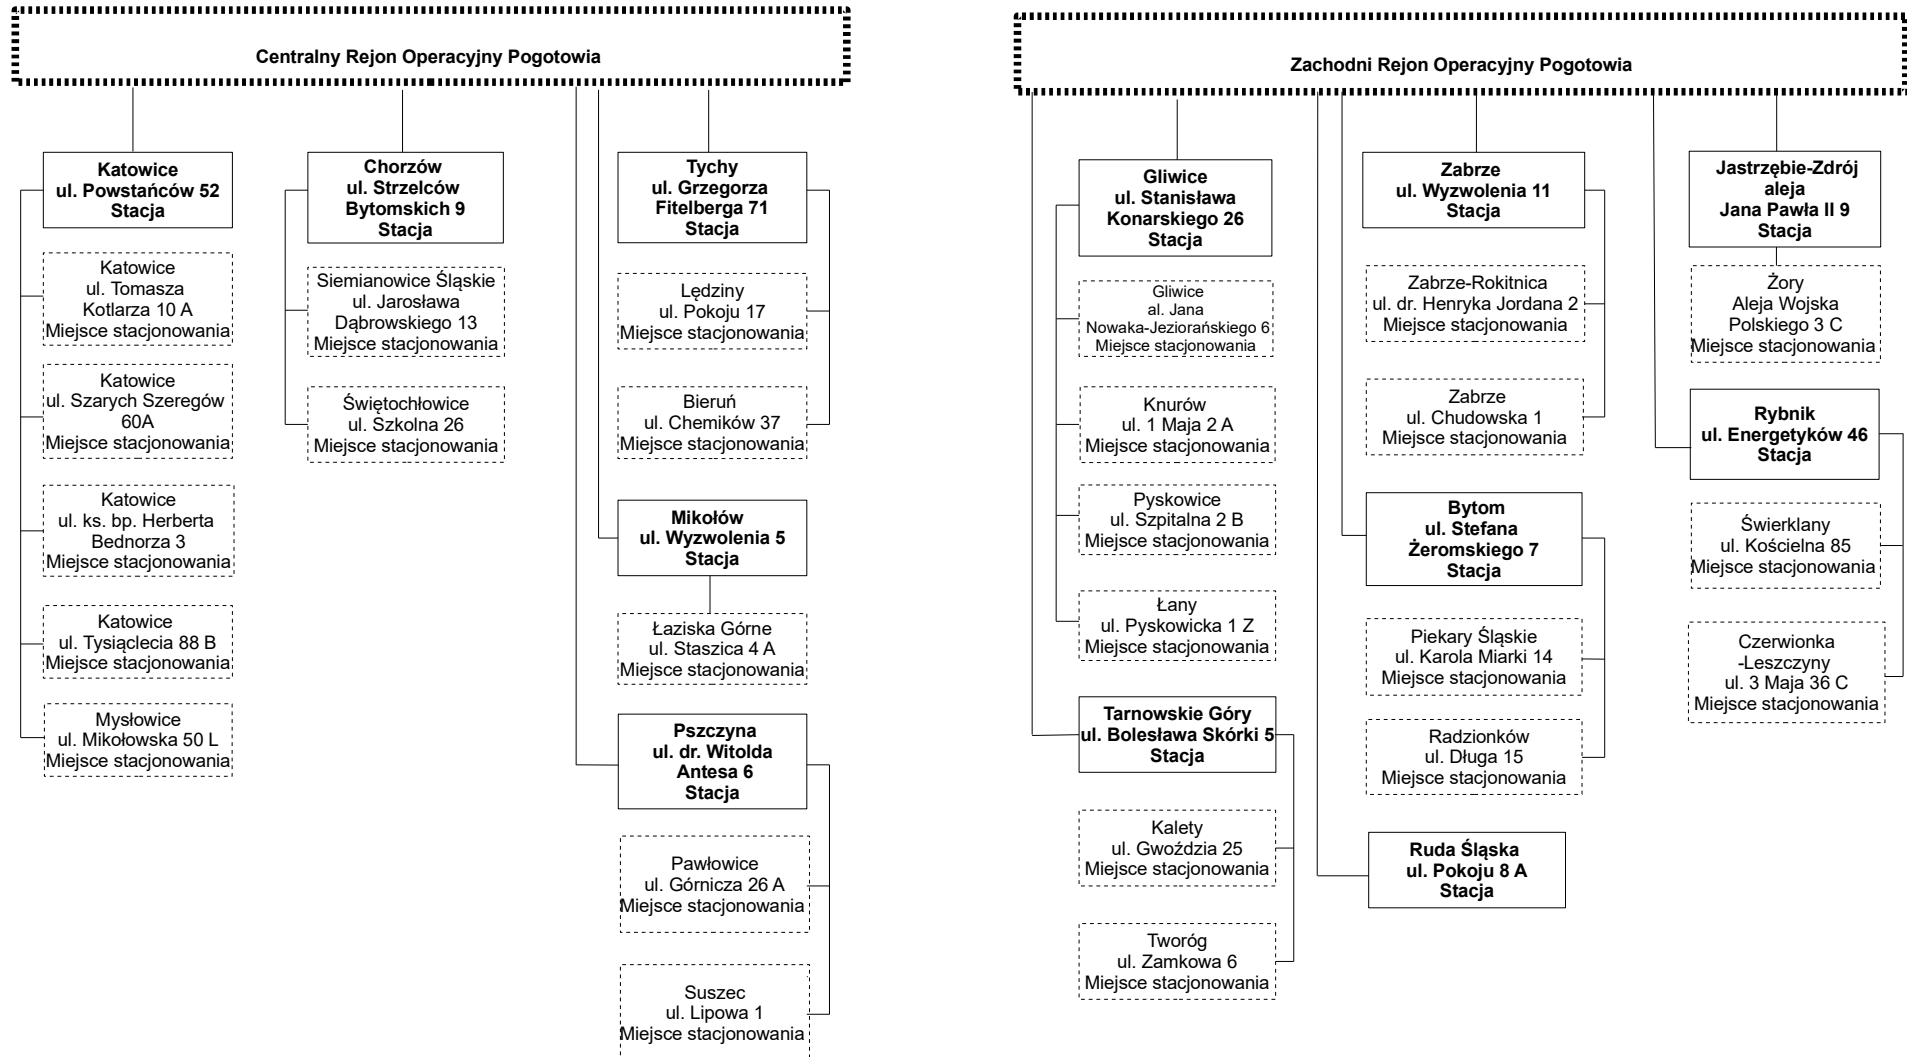 Centralny Rejon Operacyjny Pogotowia
Katowice
ul. Powstańców 52
Stacja
Katowice
ul. Tomasza
Kotlarza 10 A
Miejsce stacjonowania
Katowice
ul. Szarych Szeregów
60A
Miejsce stacjonowania
Katowice
ul. ks. bp. Herberta
Bednorza 3
Miejsce stacjonowania
Katowice
ul. Tysiąclecia 88 B
Miejsce stacjonowania
Mysłowice
ul. Mikołowska 50 L
Miejsce stacjonowania
Chorzów
ul. Strzelców
Bytomskich 9
Stacja
Siemianowice Śląskie
ul. Jarosława
Dąbrowskiego 13
Miejsce stacjonowania
Świętochłowice
ul. Szkolna 26
Miejsce stacjonowania
Tychy
ul. Grzegorza
Fitelberga 71
Stacja
Lędziny
ul. Pokoju 17
Miejsce stacjonowania
Bieruń
ul. Chemików 37
Miejsce stacjonowania
Mikołów
ul. Wyzwolenia 5
Stacja
Łaziska Górne
ul. Staszica 4 A
Miejsce stacjonowania
Pszczyna
ul. dr. Witolda
Antesa 6
Stacja
Pawłowice
ul. Górnicza 26 A
Miejsce stacjonowania
Suszec
ul. Lipowa 1
Miejsce stacjonowania
Zachodni Rejon Operacyjny Pogotowia
Gliwice
ul. Stanisława
Konarskiego 26
Stacja
Gliwice
al. Jana
Nowaka-Jeziorańskiego 6
Miejsce stacjonowania
Knurów
ul. 1 Maja 2 A
Miejsce stacjonowania
Pyskowice
ul. Szpitalna 2 B
Miejsce stacjonowania
Łany
ul. Pyskowicka 1 Z
Miejsce stacjonowania
Tarnowskie Góry
ul. Bolesława Skórki 5
Stacja
Kalety
ul. Gwoździa 25
Miejsce stacjonowania
Tworóg
ul. Zamkowa 6
Miejsce stacjonowania
Zabrze
ul. Wyzwolenia 11
Stacja
Zabrze-Rokitnica
ul. dr. Henryka Jordana 2
Miejsce stacjonowania
Zabrze
ul. Chudowska 1
Miejsce stacjonowania
Bytom
ul. Stefana
Żeromskiego 7
Stacja
Piekary Śląskie
ul. Karola Miarki 14
Miejsce stacjonowania
Radzionków
ul. Długa 15
Miejsce stacjonowania
Ruda Śląska
ul. Pokoju 8 A
Stacja
Jastrzębie-Zdrój
aleja
Jana Pawła II 9
Stacja
Żory
Aleja Wojska
Polskiego 3 C
Miejsce stacjonowania
Rybnik
ul. Energetyków 46
Stacja
Świerklany
ul. Kościelna 85
Miejsce stacjonowania
Czerwionka
-Leszczyny
ul. 3 Maja 36 C
Miejsce stacjonowania